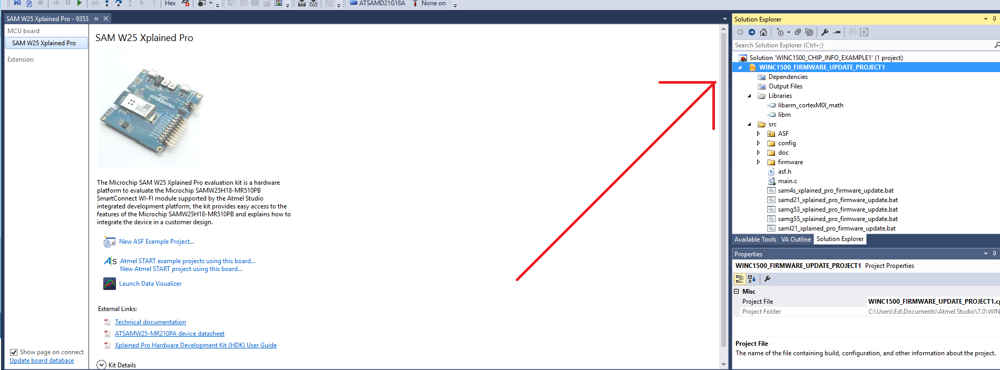 Hex
ATSAMD21G18A
None on
SAM W25 Xplained Pro - 9353
MCU board
SAM W25 Xplained Pro
Extension
SAM W25 Xplained Pro
The Microchip SAM W25 Xplained Pro evaluation kit is a hardware
platform to evaluate the Microchip SAMW25H18-MR510PB
SmartConnect WI-FI module supported by the Atmel Studio
integrated development platform, the kit provides easy access to the
features of the Microchip SAMW25H18-MR510PB and explains how to
integrate the device in a customer design.
New ASF Example Project...
Atmel START example projects using this board...
New Atmel START project using this board...
Launch Data Visualizer
External Links:
Technical documentation
ATSAMW25-MR210PA device datasheet
Xplained Pro Hardware Development Kit (HDK) User Guide
Kit Details
Show page on connect
Update board database
Solution Explorer
Search Solution Explorer (Ctrl+;)
Solution 'WINC1500_CHIP_INFO_EXAMPLE1' (1 project)
WINC1500_FIRMWARE_UPDATE_PROJECT1
Dependencies
Output Files
Libraries
libarm_cortexM0l_math
libm
src
ASF
config
doc
firmware
asf.h
main.c
sam4s_xplained_pro_firmware_update.bat
samd21_xplained_pro_firmware_update.bat
samg53_xplained_pro_firmware_update.bat
samg55_xplained_pro_firmware_update.bat
saml21_xplained_pro_firmware_update.bat
Available Tools VA Outline Solution Explorer
Properties
WINC1500_FIRMWARE_UPDATE_PROJECT1 Project Properties
Misc
Project File WINC1500_FIRMWARE_UPDATE_PROJECT1.cp
Project Folder C:\Users\Ed\Documents\Atmel Studio\7.0\WIN
Project File
The name of the file containing build, configuration, and other information about the project.